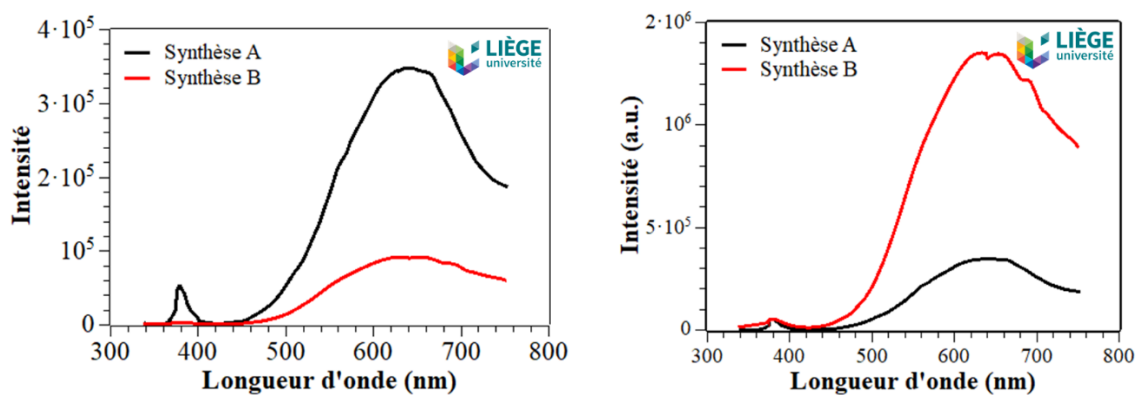 4·10⁵
3·10⁵
2·10⁵
10⁵
0
Intensité
Synthèse A
Synthèse B
LIÈGE
université
300
400
500
600
700
800
Longueur d'onde (nm)
2·10⁶
10⁶
5·10⁵
0
Intensité (a.u.)
Synthèse A
Synthèse B
LIÈGE
université
300
400
500
600
700
800
Longueur d'onde (nm)